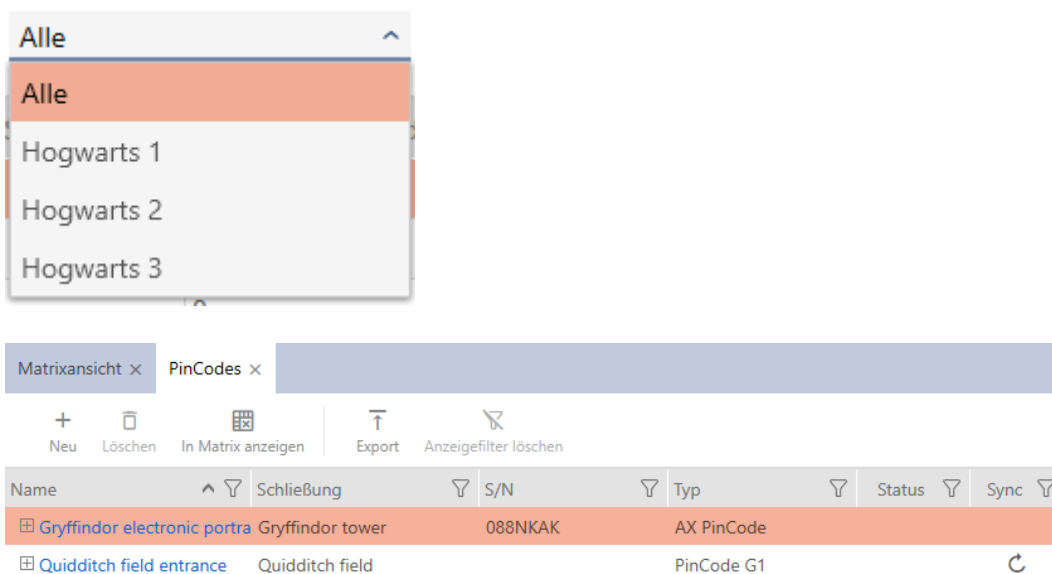 Alle
Alle
Hogwarts 1
Hogwarts 2
Hogwarts 3
Matrixansicht × PinCodes ×
Neu Löschen In Matrix anzeigen Export Anzeigefilter löschen
Name Schließung S/N Typ Status Sync
Gryffindor electronic portra Gryffindor tower 088NKAK AX PinCode
Quidditch field entrance Quidditch field PinCode G1